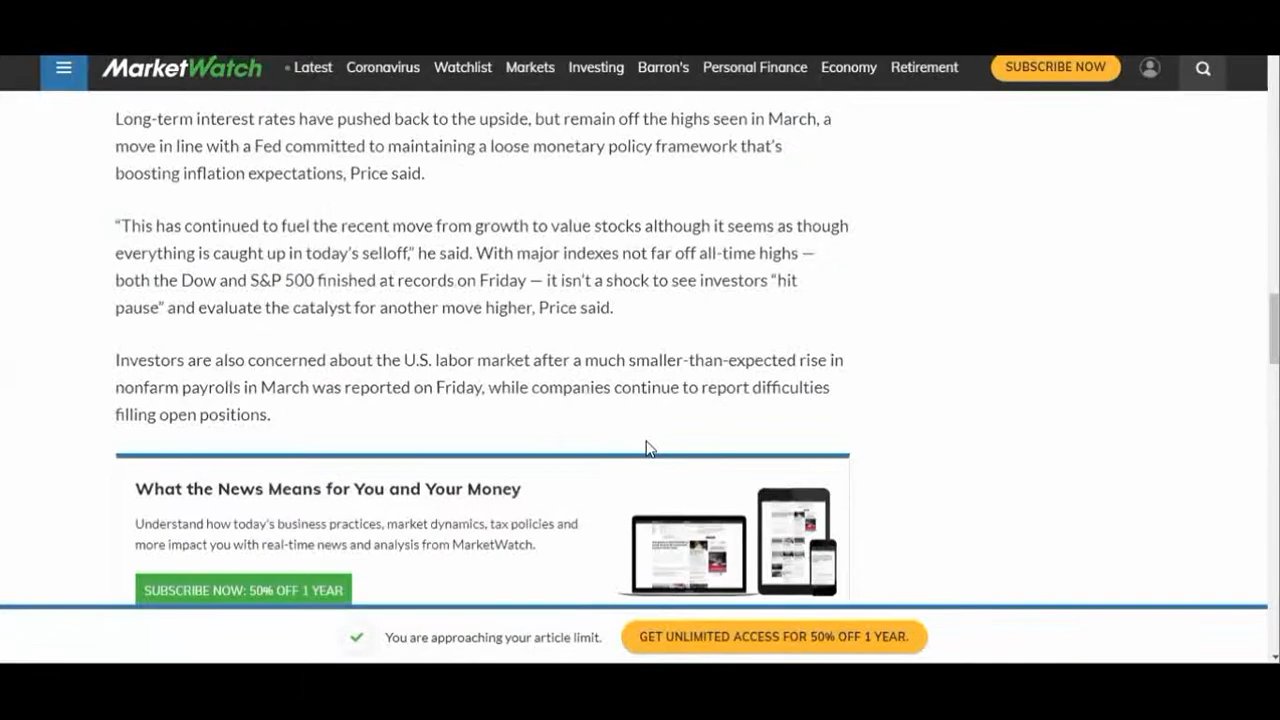 MarketWatch • Latest Coronavirus Watchlist Markets Investing Barron's Personal Finance Economy Retirement SUBSCRIBE NOW
Long-term interest rates have pushed back to the upside, but remain off the highs seen in March, a
move in line with a Fed committed to maintaining a loose monetary policy framework that’s
boosting inflation expectations, Price said.
“This has continued to fuel the recent move from growth to value stocks although it seems as though
everything is caught up in today’s selloff,” he said. With major indexes not far off all-time highs —
both the Dow and S&P 500 finished at records on Friday — it isn’t a shock to see investors “hit
pause” and evaluate the catalyst for another move higher, Price said.
Investors are also concerned about the U.S. labor market after a much smaller-than-expected rise in
nonfarm payrolls in March was reported on Friday, while companies continue to report difficulties
filling open positions.
What the News Means for You and Your Money
Understand how today’s business practices, market dynamics, tax policies and
more impact you with real-time news and analysis from MarketWatch.
SUBSCRIBE NOW: 50% OFF 1 YEAR
You are approaching your article limit. GET UNLIMITED ACCESS FOR 50% OFF 1 YEAR.